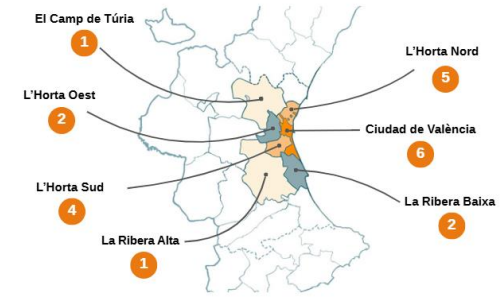 El Camp de Túria
1
L'Horta Nord
5
L'Horta Oest
2
Ciudad de València
6
L'Horta Sud
4
La Ribera Baixa
2
La Ribera Alta
1